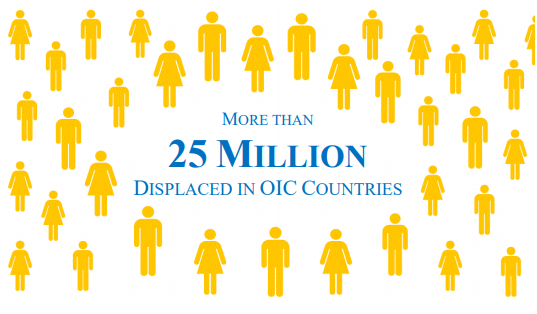 MORE THAN
25 MILLION
DISPLACED IN OIC COUNTRIES